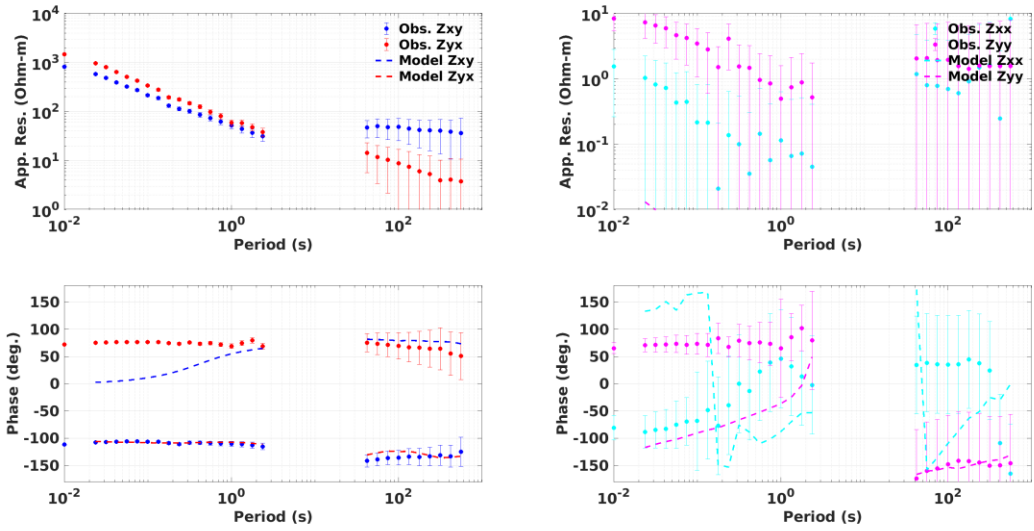 App. Res. (Ohm-m)
10^4
10^3
10^2
10^1
10^0
10^-2
10^0
10^2
Period (s)
Obs. Zxy
Obs. Zyx
Model Zxy
Model Zyx
App. Res. (Ohm-m)
10^1
10^0
10^-1
10^-2
10^-2
10^0
10^2
Period (s)
Obs. Zxx
Obs. Zyy
Model Zxx
Model Zyy
Phase (deg.)
150
100
50
0
-50
-100
-150
10^-2
10^0
10^2
Period (s)
Phase (deg.)
150
100
50
0
-50
-100
-150
10^-2
10^0
10^2
Period (s)